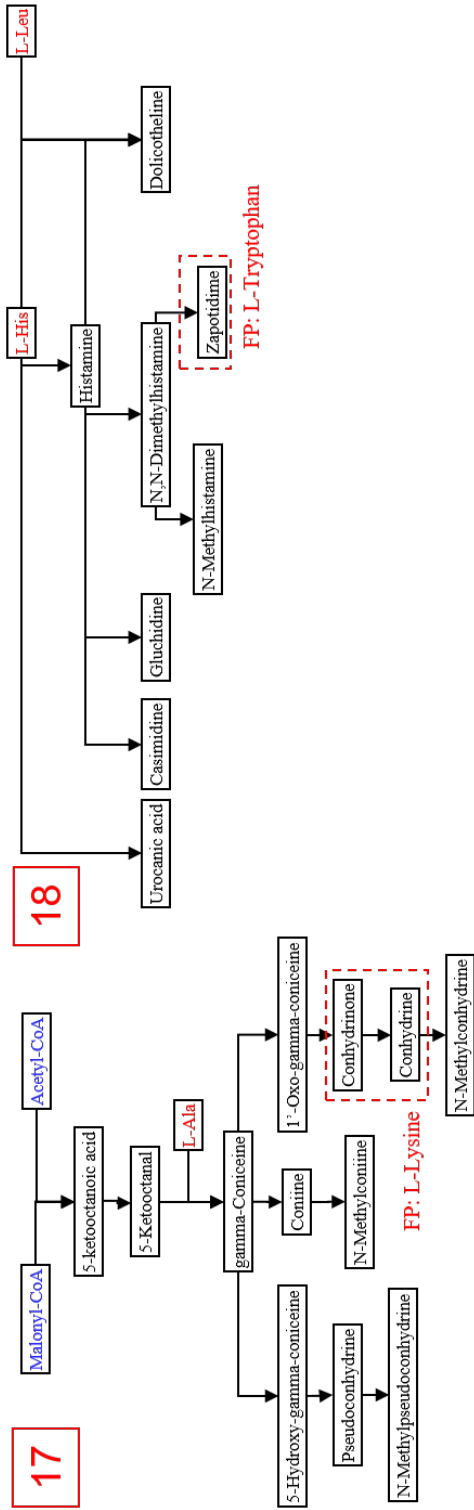 17
Malonyl-CoA
Acetyl-CoA
5-ketooctanoic acid
5-Ketooctanal
L-Ala
gamma-Coniceine
5-Hydroxy-gamma-coniceine
Coniine
1'-Oxo-gamma-coniceine
Pseudoconhydrine
N-Methylconiine
Conhydrinone
Conhydrine
N-Methylpseudoconhydrine
FP: L-Lysine
N-Methylconhydrine
18
L-His
L-Leu
Histamine
Urocanic acid
Casimidine
Gluchidine
N,N-Dimethylhistamine
Dolicotheline
N-Methylhistamine
Zapotidime
FP: L-Tryptophan